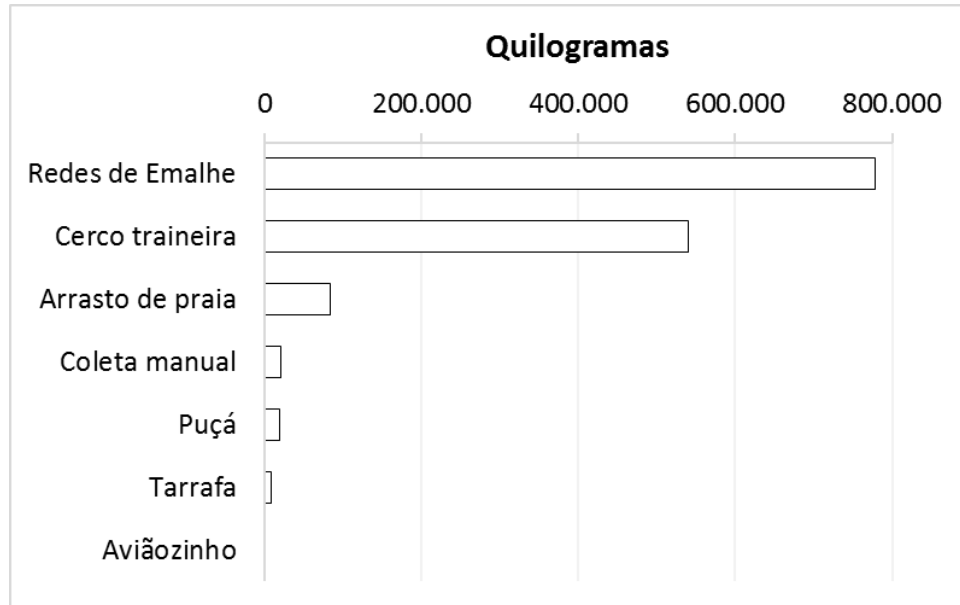 Quilogramas
0 200.000 400.000 600.000 800.000
Redes de Emalhe
Cerco traineira
Arrasto de praia
Coleta manual
Puçá
Tarrafa
Aviãozinho